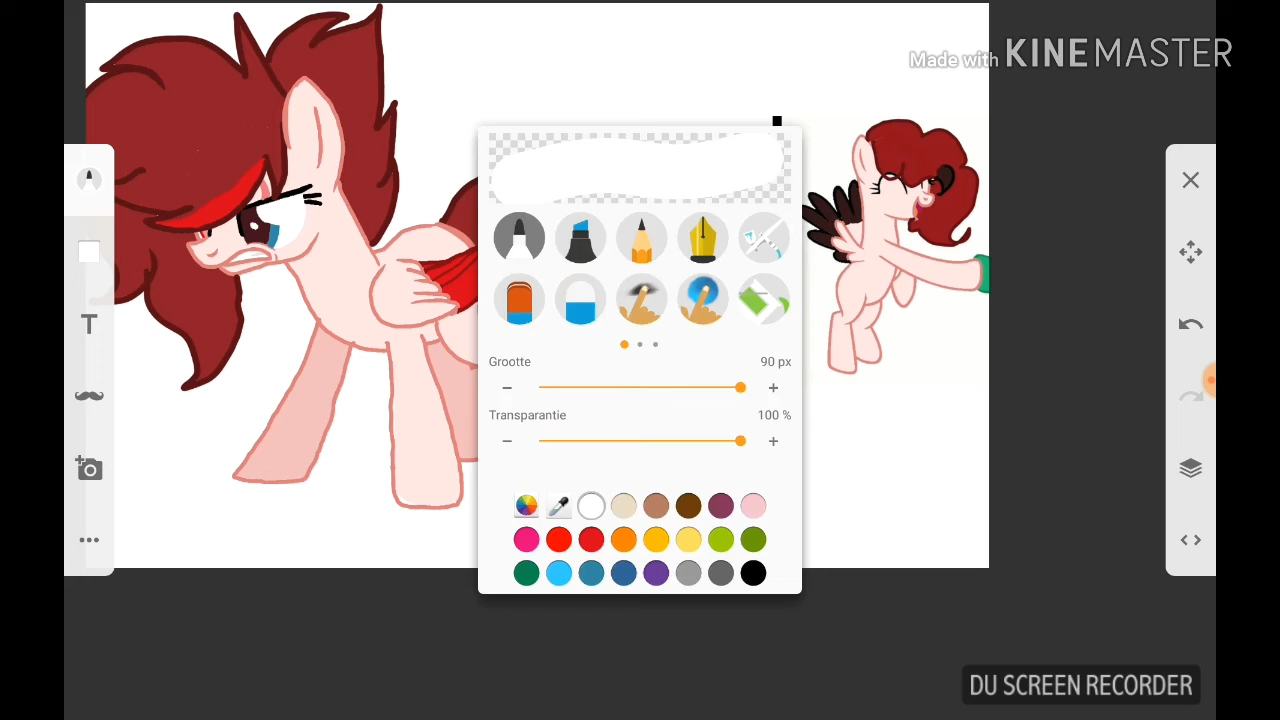 Made with KINEMASTER
Grootte 90 px
Transparantie 100 %
T
DU SCREEN RECORDER